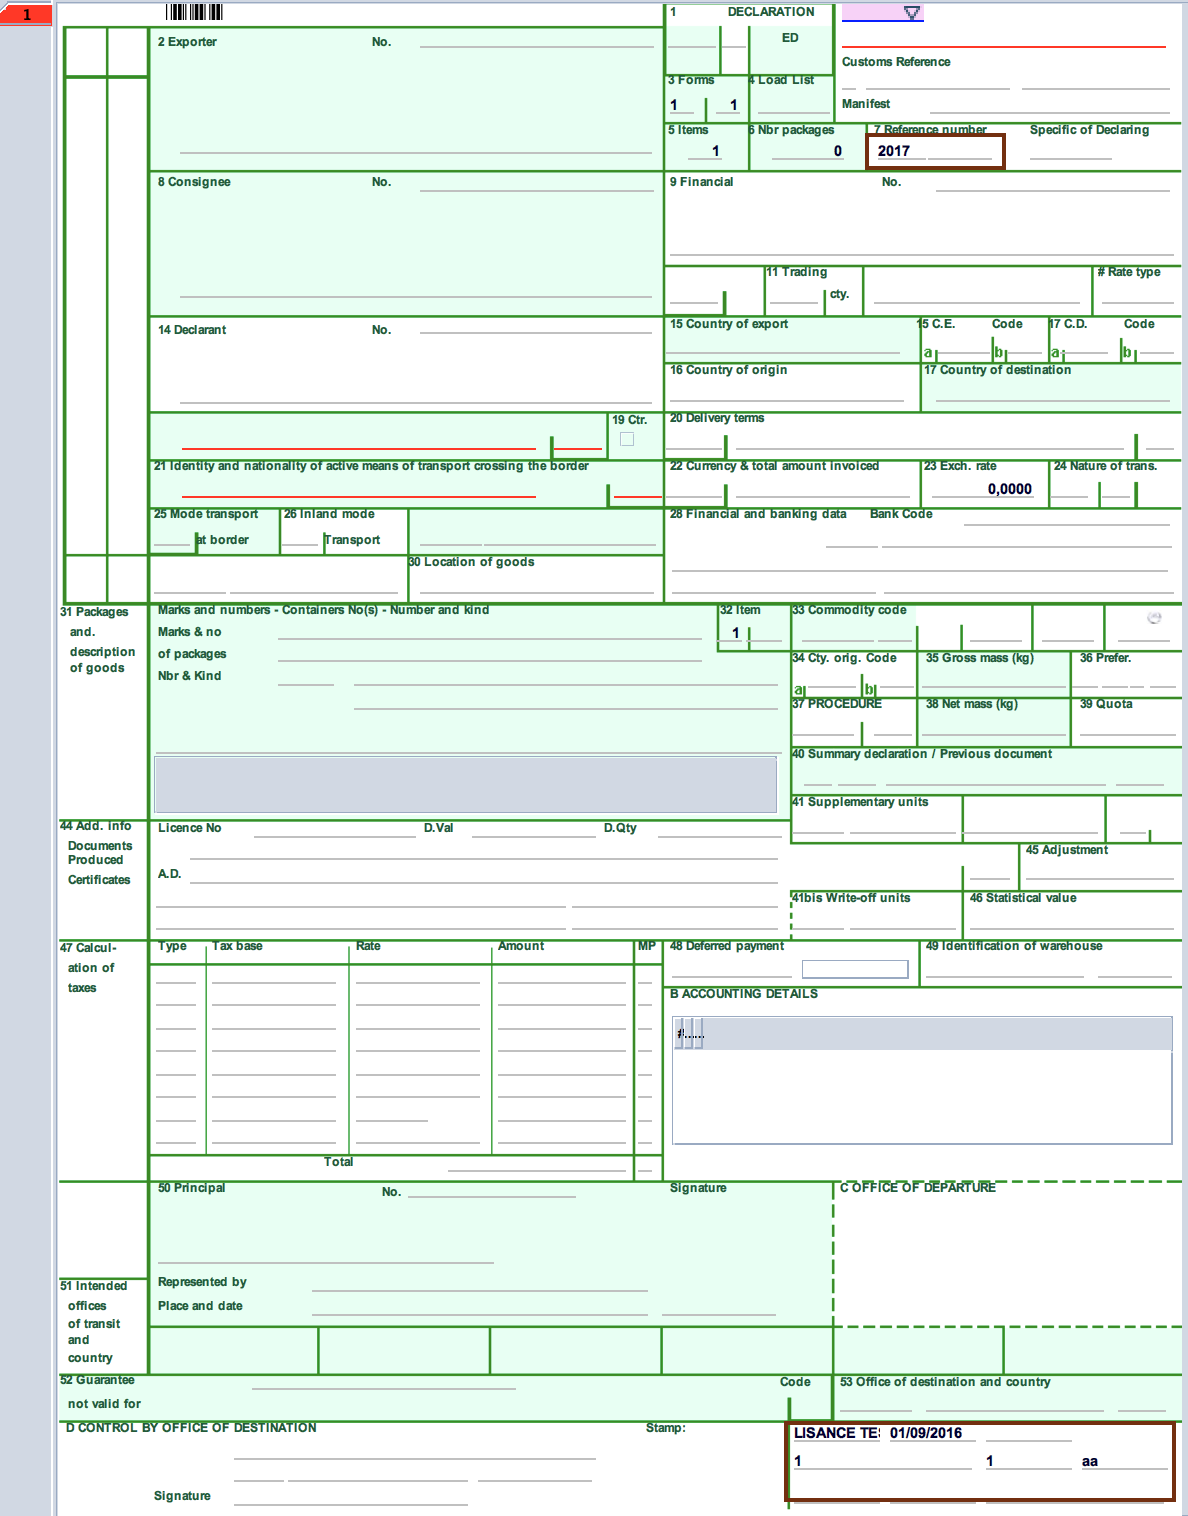 1
1 DECLARATION
ED
2 Exporter No.
Customs Reference
3 Forms 4 Load List
1 1
Manifest
5 Items 6 Nbr packages 7 Reference number Specific of Declaring
1 0 2017
8 Consignee No. 9 Financial No.
11 Trading # Rate type
cty.
14 Declarant No. 15 Country of export 15 C.E. Code 17 C.D. Code
a b a b
16 Country of origin 17 Country of destination
19 Ctr. 20 Delivery terms
21 Identity and nationality of active means of transport crossing the border 22 Currency & total amount invoiced 23 Exch. rate 24 Nature of trans.
0,0000
25 Mode transport 26 Inland mode 28 Financial and banking data Bank Code
at border Transport
30 Location of goods
31 Packages Marks and numbers - Containers No(s) - Number and kind 32 Item 33 Commodity code
and. Marks & no 1
description of packages
of goods Nbr & Kind
34 Cty. orig. Code 35 Gross mass (kg) 36 Prefer.
a b
37 PROCEDURE 38 Net mass (kg) 39 Quota
40 Summary declaration / Previous document
41 Supplementary units
44 Add. info Licence No D.Val D.Qty
Documents
Produced
Certificates A.D.
45 Adjustment
41bis Write-off units 46 Statistical value
47 Calcul- Type Tax base Rate Amount MP 48 Deferred payment 49 Identification of warehouse
ation of
taxes
B ACCOUNTING DETAILS
#.....
Total
50 Principal No. Signature C OFFICE OF DEPARTURE
51 Intended Represented by
offices Place and date
of transit
and
country
52 Guarantee Code 53 Office of destination and country
not valid for
D CONTROL BY OFFICE OF DESTINATION Stamp:
LISANCE TE 01/09/2016
1 1 aa
Signature